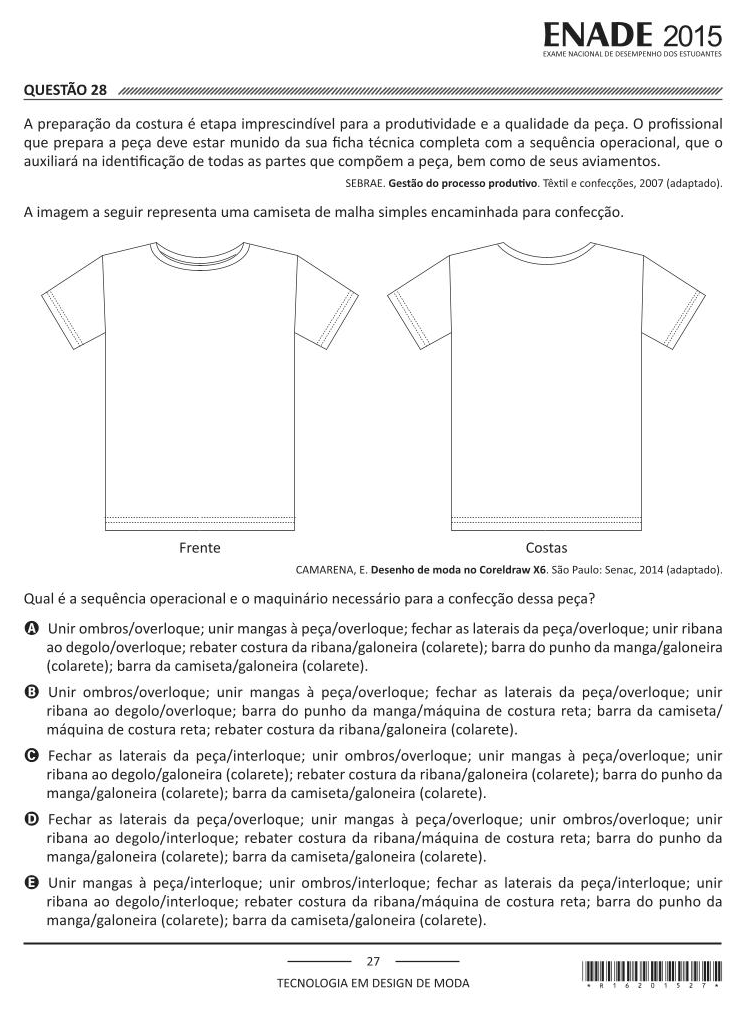 ENADE 2015
EXAME NACIONAL DE DESEMPENHO DOS ESTUDANTES
QUESTÃO 28
A preparação da costura é etapa imprescindível para a produtividade e a qualidade da peça. O profissional
que prepara a peça deve estar munido da sua ficha técnica completa com a sequência operacional, que o
auxiliará na identificação de todas as partes que compõem a peça, bem como de seus aviamentos.
SEBRAE. Gestão do processo produtivo. Têxtil e confecções, 2007 (adaptado).
A imagem a seguir representa uma camiseta de malha simples encaminhada para confecção.
Frente
Costas
CAMARENA, E. Desenho de moda no Coreldraw X6. São Paulo: Senac, 2014 (adaptado).
Qual é a sequência operacional e o maquinário necessário para a confecção dessa peça?
A Unir ombros/overloque; unir mangas à peça/overloque; fechar as laterais da peça/overloque; unir ribana
ao degolo/overloque; rebater costura da ribana/galoneira (colarete); barra do punho da manga/galoneira
(colarete); barra da camiseta/galoneira (colarete).
B Unir ombros/overloque; unir mangas à peça/overloque; fechar as laterais da peça/overloque; unir
ribana ao degolo/overloque; barra do punho da manga/máquina de costura reta; barra da camiseta/
máquina de costura reta; rebater costura da ribana/galoneira (colarete).
C Fechar as laterais da peça/interloque; unir ombros/overloque; unir mangas à peça/overloque; unir
ribana ao degolo/galoneira (colarete); rebater costura da ribana/galoneira (colarete); barra do punho da
manga/galoneira (colarete); barra da camiseta/galoneira (colarete).
D Fechar as laterais da peça/overloque; unir mangas à peça/overloque; unir ombros/overloque; unir
ribana ao degolo/interloque; rebater costura da ribana/máquina de costura reta; barra do punho da
manga/galoneira (colarete); barra da camiseta/galoneira (colarete).
E Unir mangas à peça/interloque; unir ombros/interloque; fechar as laterais da peça/interloque; unir
ribana ao degolo/interloque; rebater costura da ribana/máquina de costura reta; barra do punho da
manga/galoneira (colarete); barra da camiseta/galoneira (colarete).
27
TECNOLOGIA EM DESIGN DE MODA
* R 1 6 2 0 1 5 2 7 *